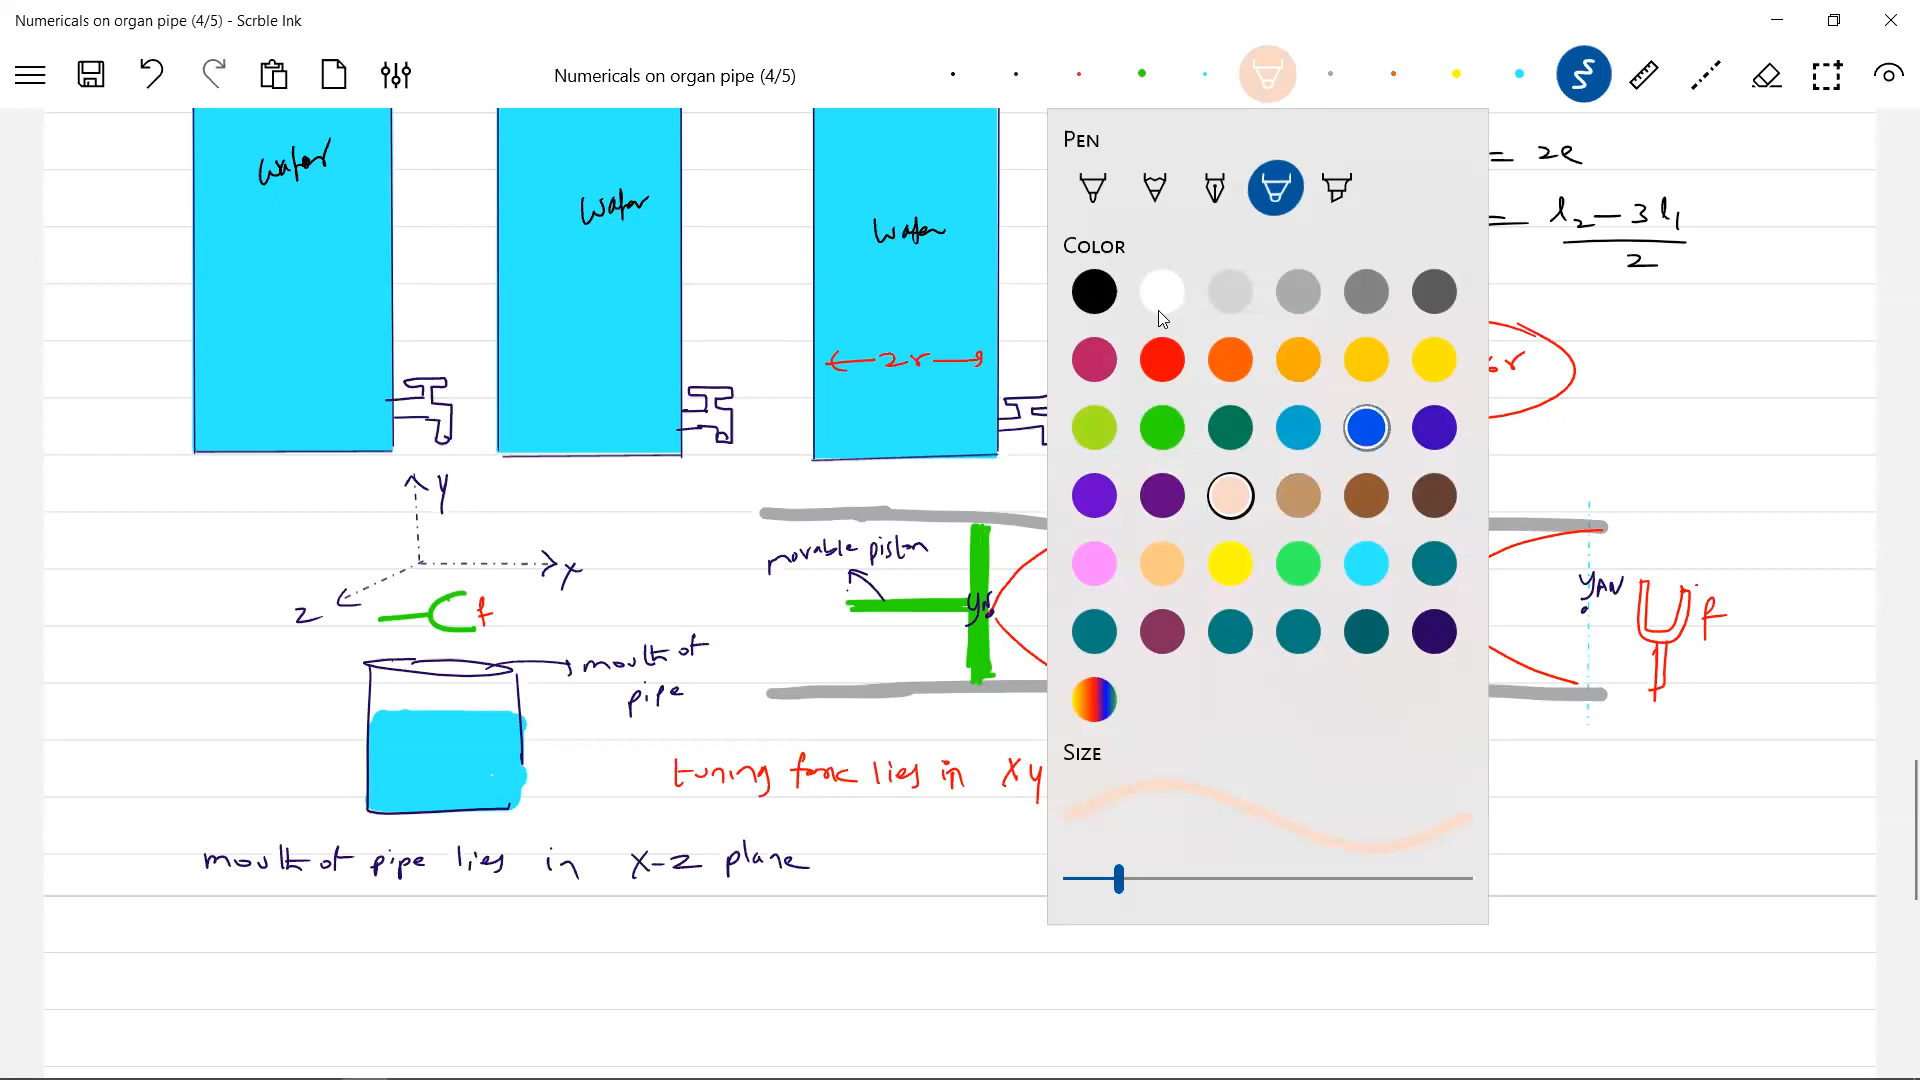 Numericals on organ pipe (4/5) - Scrble Ink
Numericals on organ pipe (4/5)
water
water
water
2r
= 2e
= l₂ - 3l₁
2
PEN
COLOR
SIZE
y
x
z
f
mouth of
pipe
movable piston
yN
yAN
f
tuning fork lies in xy
mouth of pipe lies in x-z plane